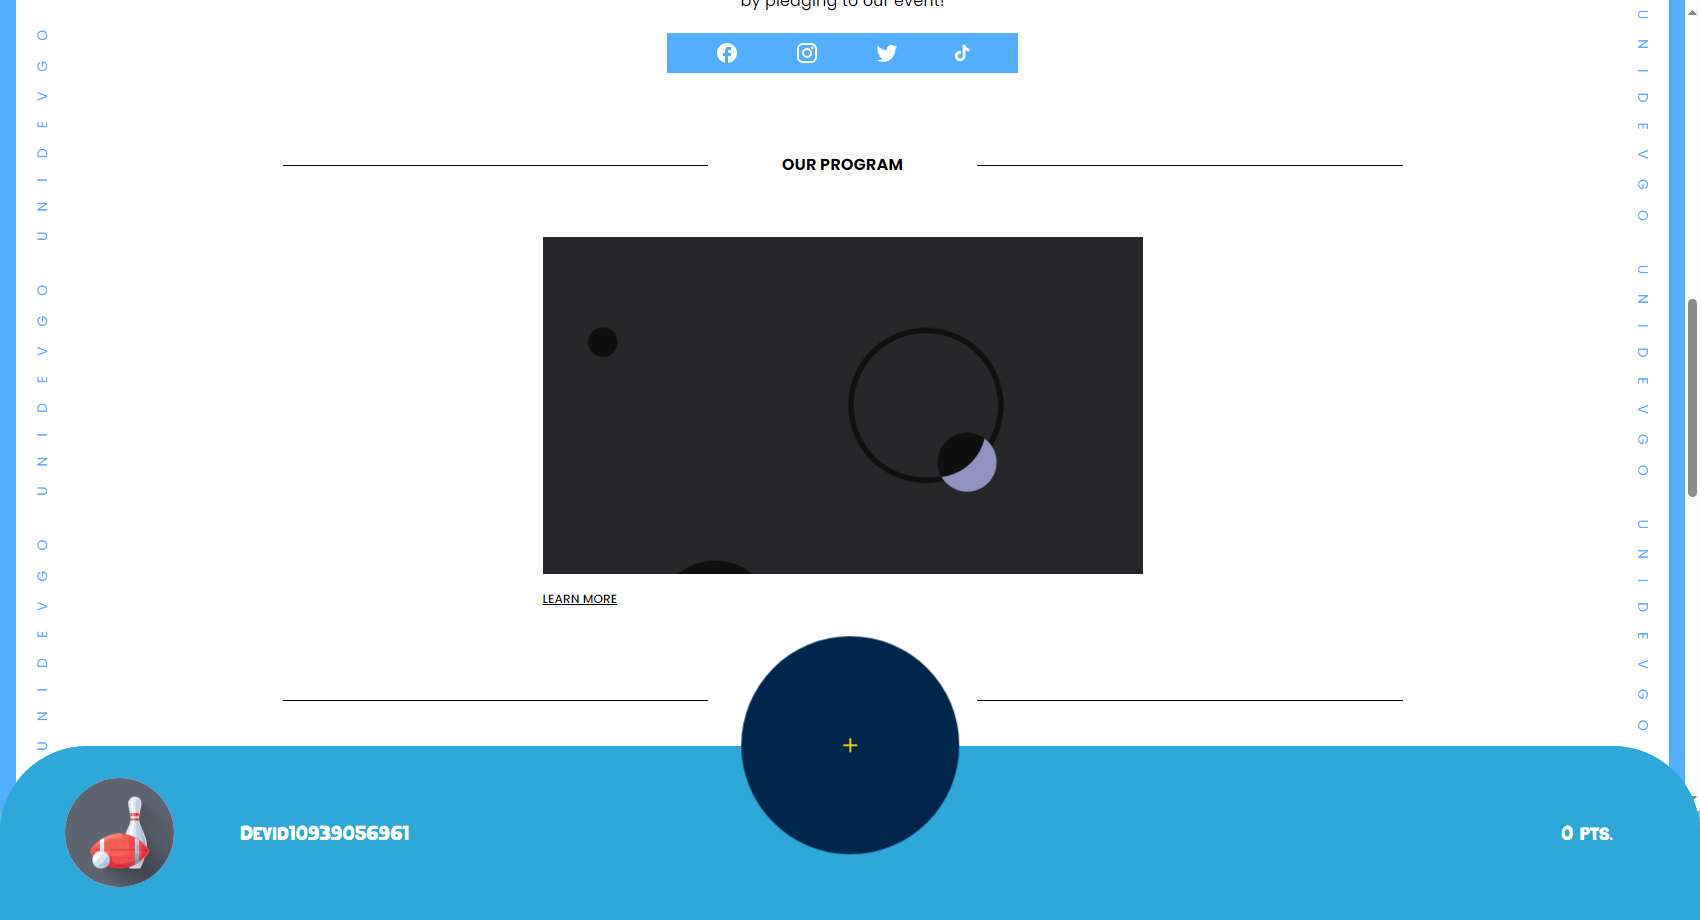 by pledging to our event!
OUR PROGRAM
LEARN MORE
UNIDEVGO UNIDEVGO UNIDEVGO
UNIDEVGO UNIDEVGO UNIDEVGO
Devid10939056961
0 pts.